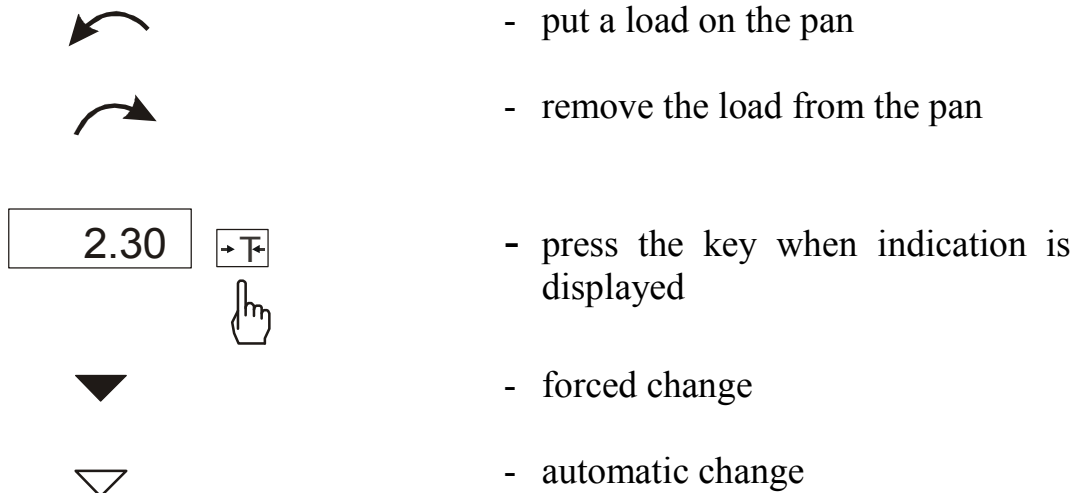 - put a load on the pan
- remove the load from the pan
2.30 →T← - press the key when indication is
displayed
- forced change
- automatic change